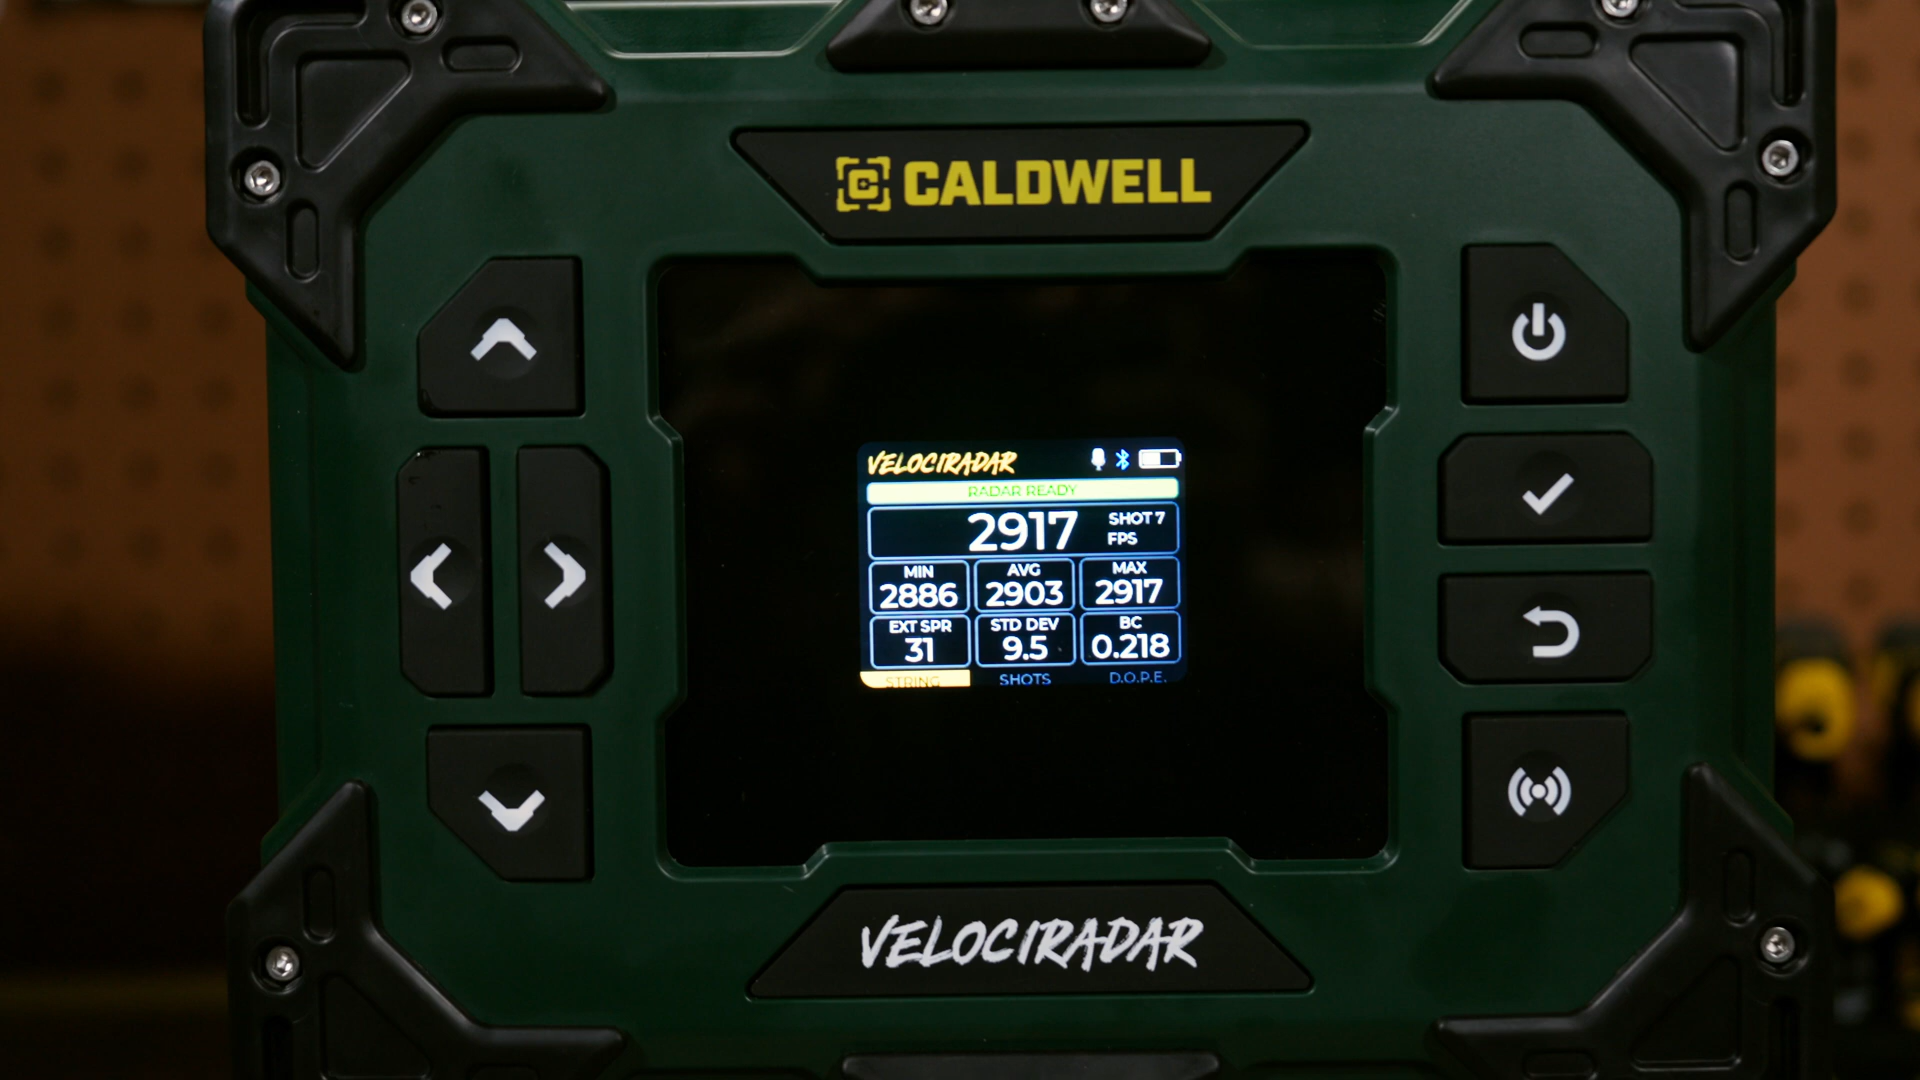 CALDWELL
VELOCIRADAR
RADAR READY
2917 SHOT 7
FPS
MIN AVG MAX
2886 2903 2917
EXT SPR STD DEV BC
31 9.5 0.218
STRING SHOTS D.O.P.E.
VELOCIRADAR